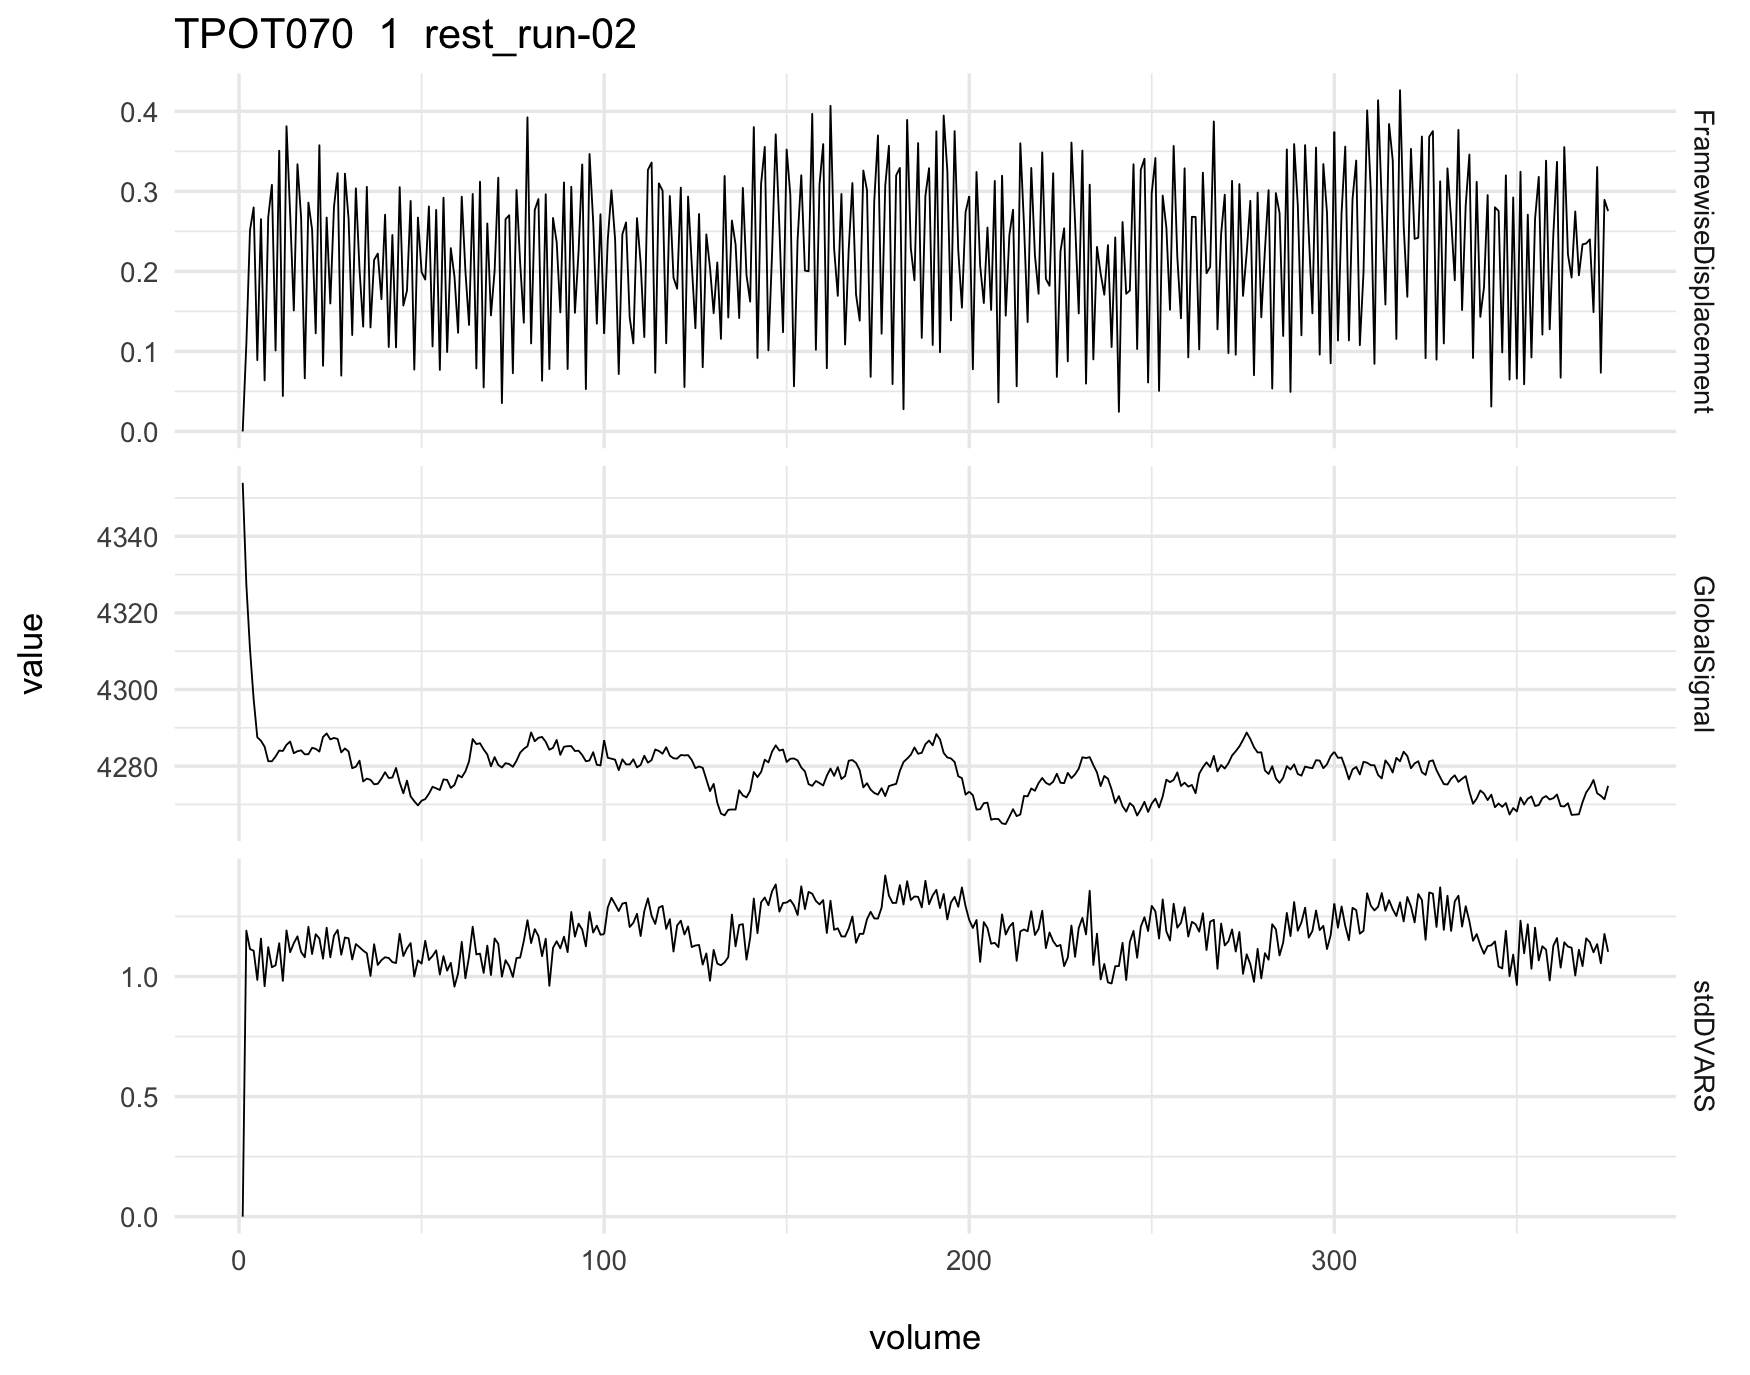 TPOT070 1 rest_run-02
0.4
0.3
0.2
0.1
0.0
FramewiseDisplacement
4340
4320
4300
4280
GlobalSignal
value
1.0
0.5
0.0
stdDVARS
0 100 200 300
volume